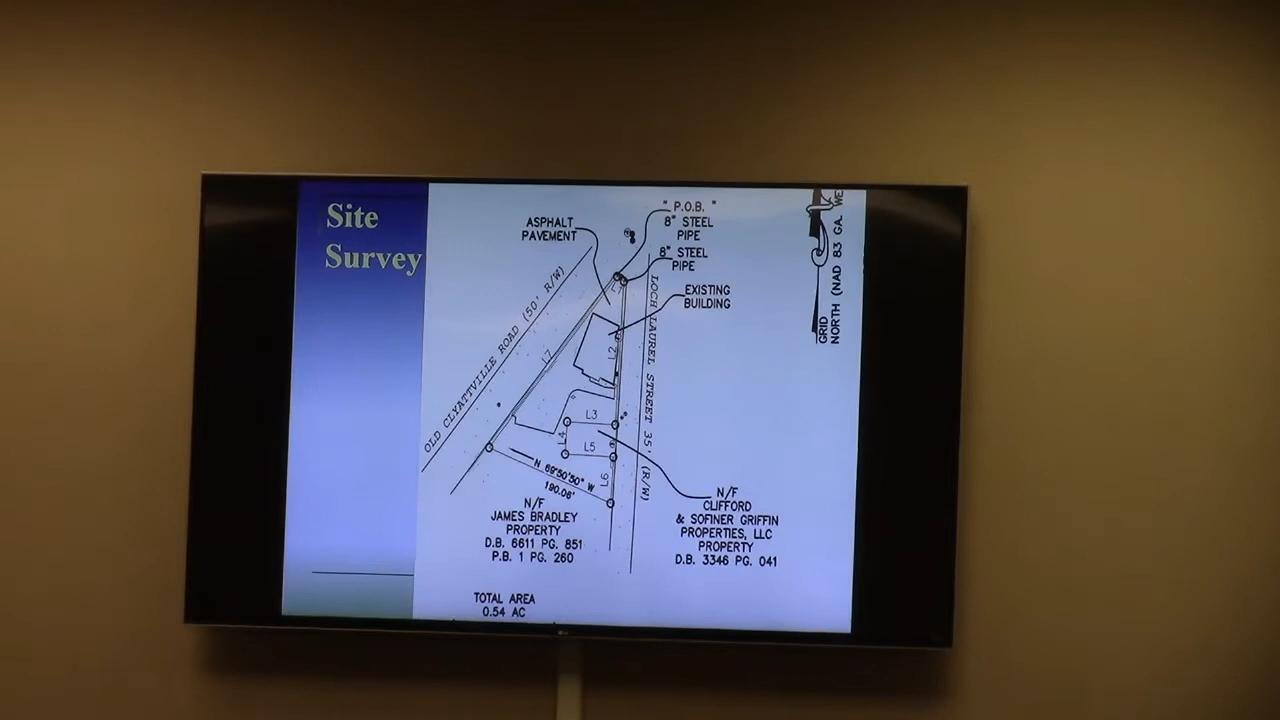 Site
Survey
" P.O.B. "
8" STEEL
PIPE
ASPHALT
PAVEMENT
8" STEEL
PIPE
EXISTING
BUILDING
OLD CLYATTVILLE ROAD (50' R/W)
LOCH LAUREL STREET 35' (R/W)
L7
L2
L3
L4
L5
L6
N 69°50'50" W
190.06'
N/F
JAMES BRADLEY
PROPERTY
D.B. 6611 PG. 851
P.B. 1 PG. 260
N/F
CLIFFORD
& SOFINER GRIFFIN
PROPERTIES, LLC
PROPERTY
D.B. 3346 PG. 041
TOTAL AREA
0.54 AC
GRID
NORTH (NAD 83 GA. WE
LG